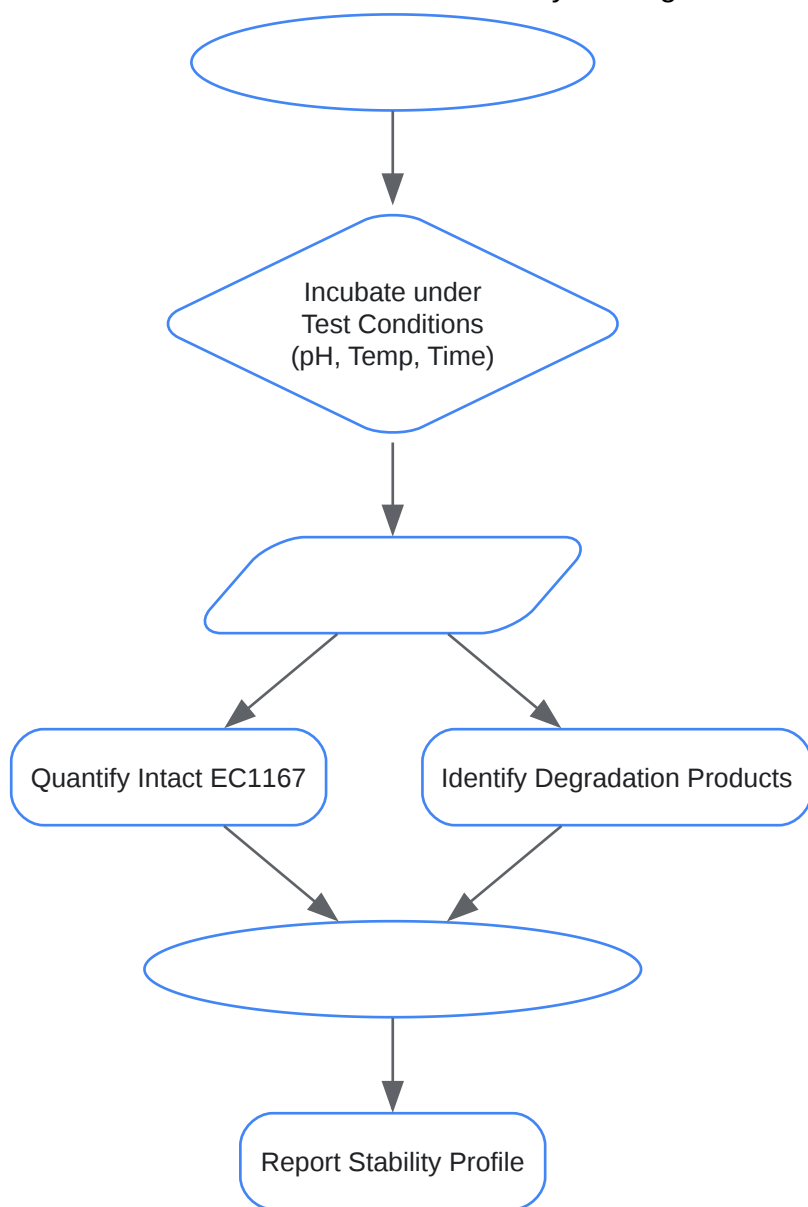 Incubate under
Test Conditions
(pH, Temp, Time)
Quantify Intact EC1167
Identify Degradation Products
Report Stability Profile